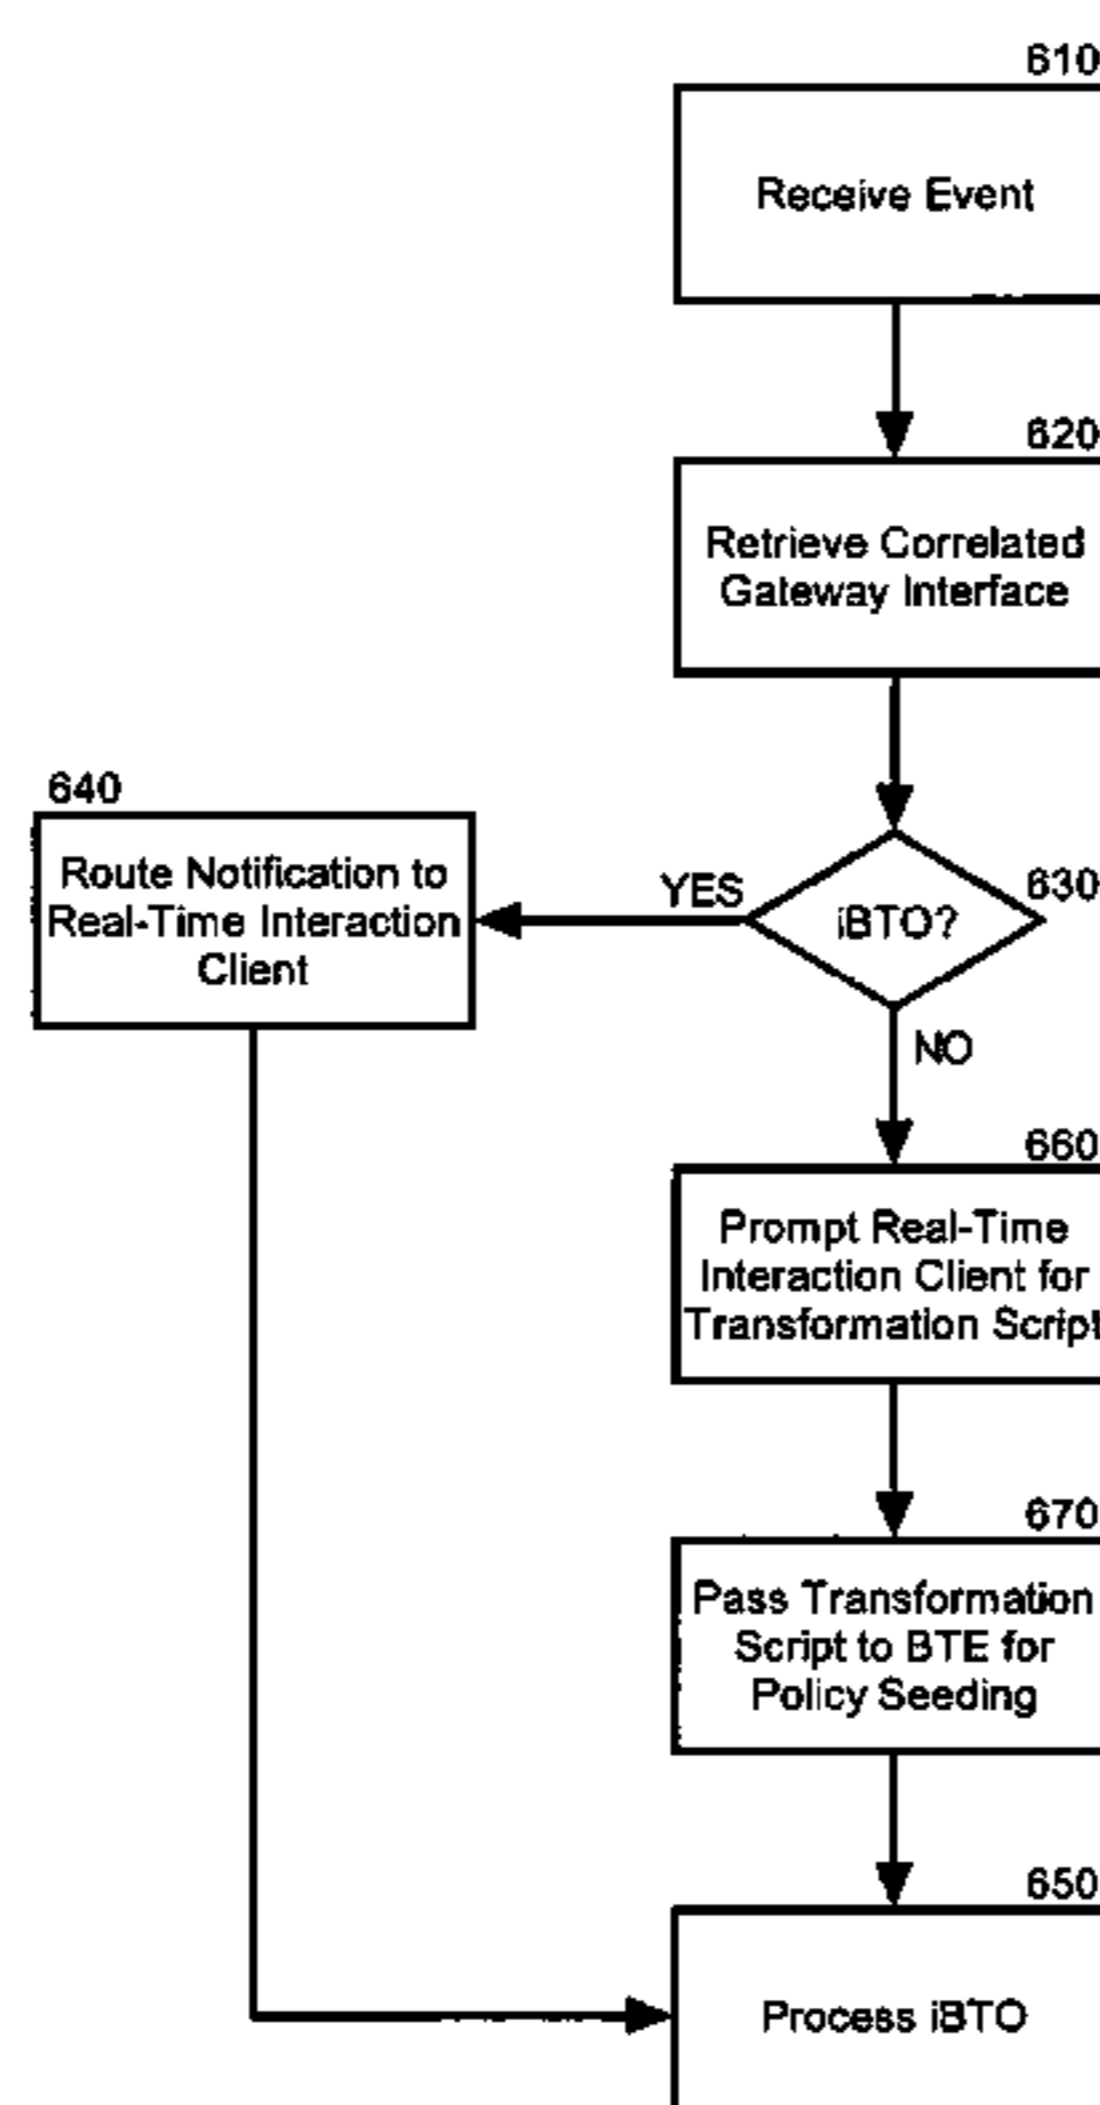 610
Receive Event
620
Retrieve Correlated
Gateway Interface
640
Route Notification to
Real-Time Interaction
Client
YES
630
iBTO?
NO
660
Prompt Real-Time
Interaction Client for
Transformation Script
670
Pass Transformation
Script to BTE for
Policy Seeding
650
Process iBTO